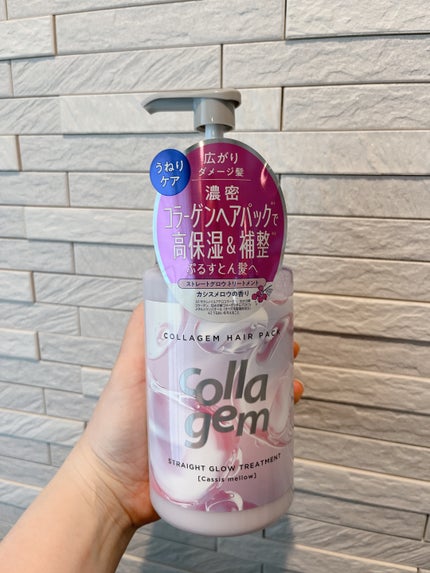 うねり
ケア
広がり
ダメージ髪
濃密
コラーゲンヘアパックで
高保湿&補整
ぷるすとん髪へ
ストレートグロウトリートメント
カシスメロウの香り
COLLAGEM HAIR PACK
colla
gem
STRAIGHT GLOW TREATMENT
[Cassis mellow]